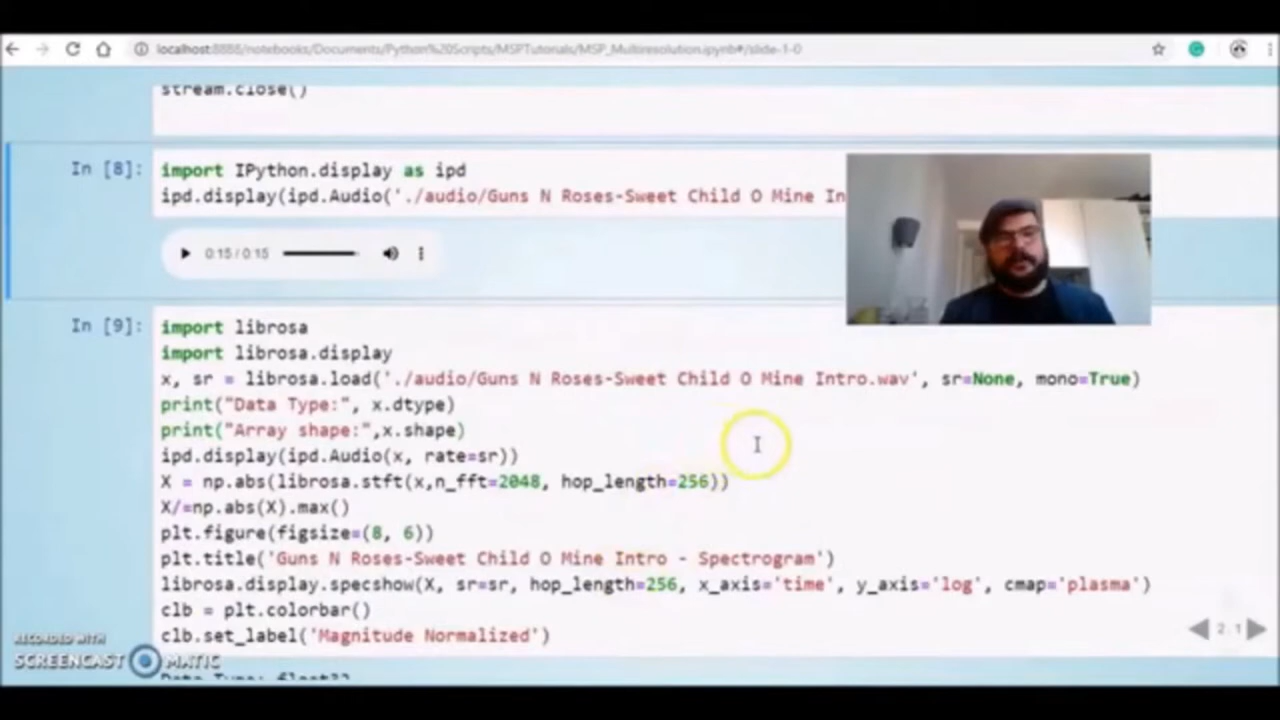 localhost:8888/notebooks/Documents/Python%20Scripts/MSPTutorials/MSP_Multiresolution.ipynb#/slide-1-0
stream.close()
In [8]: import IPython.display as ipd
ipd.display(ipd.Audio('./audio/Guns N Roses-Sweet Child O Mine In
0:15 / 0:15
In [9]: import librosa
import librosa.display
x, sr = librosa.load('./audio/Guns N Roses-Sweet Child O Mine Intro.wav', sr=None, mono=True)
print("Data Type:", x.dtype)
print("Array shape:",x.shape)
ipd.display(ipd.Audio(x, rate=sr))
X = np.abs(librosa.stft(x,n_fft=2048, hop_length=256))
X/=np.abs(X).max()
plt.figure(figsize=(8, 6))
plt.title('Guns N Roses-Sweet Child O Mine Intro - Spectrogram')
librosa.display.specshow(X, sr=sr, hop_length=256, x_axis='time', y_axis='log', cmap='plasma')
clb = plt.colorbar()
clb.set_label('Magnitude Normalized')
2.1
RECORDED WITH
SCREENCAST MATIC
Data Type: float32